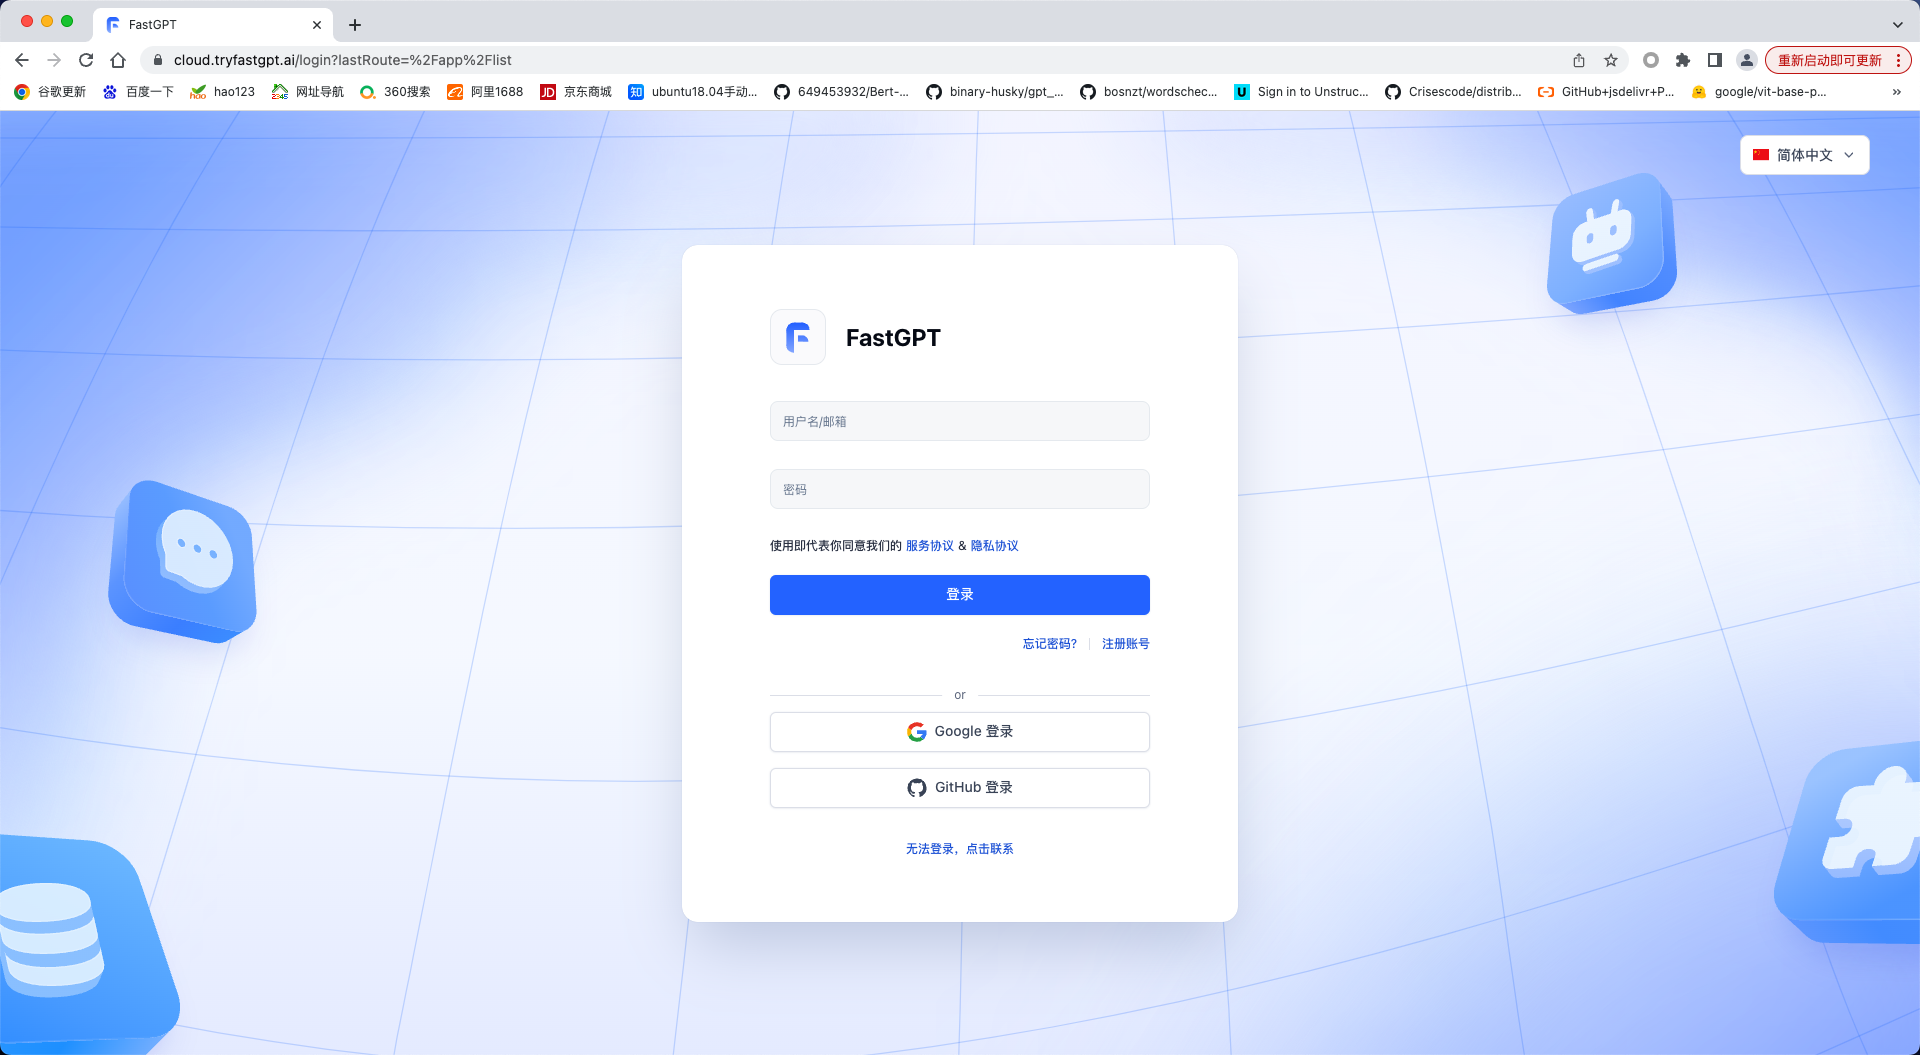 FastGPT
cloud.tryfastgpt.ai/login?lastRoute=%2Fapp%2Flist
重新启动即可更新
谷歌更新 百度一下 hao123 网址导航 360搜索 阿里1688 京东商城 ubuntu18.04手动... 649453932/Bert-... binary-husky/gpt_... bosnzt/wordschec... Sign in to Unstruc... Crisescode/distrib... GitHub+jsdelivr+P... google/vit-base-p... »
简体中文
FastGPT
用户名/邮箱
密码
使用即代表你同意我们的 服务协议 & 隐私协议
登录
忘记密码? 注册账号
or
Google 登录
GitHub 登录
无法登录，点击联系